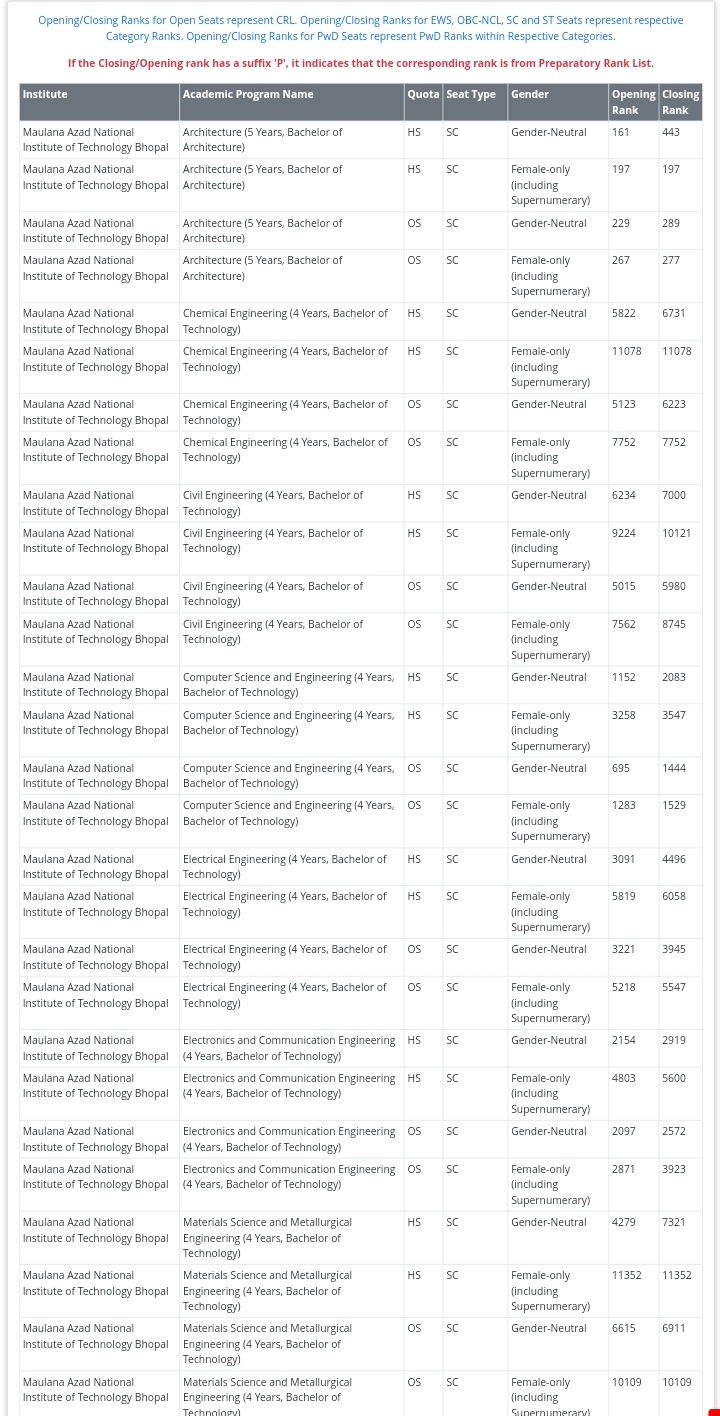 Opening/Closing Ranks for Open Seats represent CRL. Opening/Closing Ranks for EWS, OBC-NCL, SC and ST Seats represent respective
Category Ranks. Opening/Closing Ranks for PwD Seats represent PwD Ranks within Respective Categories.
If the Closing/Opening rank has a suffix 'P', it indicates that the corresponding rank is from Preparatory Rank List.
Institute Academic Program Name Quota Seat Type Gender Opening Closing
Rank Rank
Maulana Azad National Architecture (5 Years, Bachelor of HS SC Gender-Neutral 161 443
Institute of Technology Bhopal Architecture)
Maulana Azad National Architecture (5 Years, Bachelor of HS SC Female-only 197 197
Institute of Technology Bhopal Architecture) (including
Supernumerary)
Maulana Azad National Architecture (5 Years, Bachelor of OS SC Gender-Neutral 229 289
Institute of Technology Bhopal Architecture)
Maulana Azad National Architecture (5 Years, Bachelor of OS SC Female-only 267 277
Institute of Technology Bhopal Architecture) (including
Supernumerary)
Maulana Azad National Chemical Engineering (4 Years, Bachelor of HS SC Gender-Neutral 5822 6731
Institute of Technology Bhopal Technology)
Maulana Azad National Chemical Engineering (4 Years, Bachelor of HS SC Female-only 11078 11078
Institute of Technology Bhopal Technology) (including
Supernumerary)
Maulana Azad National Chemical Engineering (4 Years, Bachelor of OS SC Gender-Neutral 5123 6223
Institute of Technology Bhopal Technology)
Maulana Azad National Chemical Engineering (4 Years, Bachelor of OS SC Female-only 7752 7752
Institute of Technology Bhopal Technology) (including
Supernumerary)
Maulana Azad National Civil Engineering (4 Years, Bachelor of HS SC Gender-Neutral 6234 7000
Institute of Technology Bhopal Technology)
Maulana Azad National Civil Engineering (4 Years, Bachelor of HS SC Female-only 9224 10121
Institute of Technology Bhopal Technology) (including
Supernumerary)
Maulana Azad National Civil Engineering (4 Years, Bachelor of OS SC Gender-Neutral 5015 5980
Institute of Technology Bhopal Technology)
Maulana Azad National Civil Engineering (4 Years, Bachelor of OS SC Female-only 7562 8745
Institute of Technology Bhopal Technology) (including
Supernumerary)
Maulana Azad National Computer Science and Engineering (4 Years, HS SC Gender-Neutral 1152 2083
Institute of Technology Bhopal Bachelor of Technology)
Maulana Azad National Computer Science and Engineering (4 Years, HS SC Female-only 3258 3547
Institute of Technology Bhopal Bachelor of Technology) (including
Supernumerary)
Maulana Azad National Computer Science and Engineering (4 Years, OS SC Gender-Neutral 695 1444
Institute of Technology Bhopal Bachelor of Technology)
Maulana Azad National Computer Science and Engineering (4 Years, OS SC Female-only 1283 1529
Institute of Technology Bhopal Bachelor of Technology) (including
Supernumerary)
Maulana Azad National Electrical Engineering (4 Years, Bachelor of HS SC Gender-Neutral 3091 4496
Institute of Technology Bhopal Technology)
Maulana Azad National Electrical Engineering (4 Years, Bachelor of HS SC Female-only 5819 6058
Institute of Technology Bhopal Technology) (including
Supernumerary)
Maulana Azad National Electrical Engineering (4 Years, Bachelor of OS SC Gender-Neutral 3221 3945
Institute of Technology Bhopal Technology)
Maulana Azad National Electrical Engineering (4 Years, Bachelor of OS SC Female-only 5218 5547
Institute of Technology Bhopal Technology) (including
Supernumerary)
Maulana Azad National Electronics and Communication Engineering HS SC Gender-Neutral 2154 2919
Institute of Technology Bhopal (4 Years, Bachelor of Technology)
Maulana Azad National Electronics and Communication Engineering HS SC Female-only 4803 5600
Institute of Technology Bhopal (4 Years, Bachelor of Technology) (including
Supernumerary)
Maulana Azad National Electronics and Communication Engineering OS SC Gender-Neutral 2097 2572
Institute of Technology Bhopal (4 Years, Bachelor of Technology)
Maulana Azad National Electronics and Communication Engineering OS SC Female-only 2871 3923
Institute of Technology Bhopal (4 Years, Bachelor of Technology) (including
Supernumerary)
Maulana Azad National Materials Science and Metallurgical HS SC Gender-Neutral 4279 7321
Institute of Technology Bhopal Engineering (4 Years, Bachelor of
Technology)
Maulana Azad National Materials Science and Metallurgical HS SC Female-only 11352 11352
Institute of Technology Bhopal Engineering (4 Years, Bachelor of (including
Technology) Supernumerary)
Maulana Azad National Materials Science and Metallurgical OS SC Gender-Neutral 6615 6911
Institute of Technology Bhopal Engineering (4 Years, Bachelor of
Technology)
Maulana Azad National Materials Science and Metallurgical OS SC Female-only 10109 10109
Institute of Technology Bhopal Engineering (4 Years, Bachelor of (including
Technology) Supernumerary)